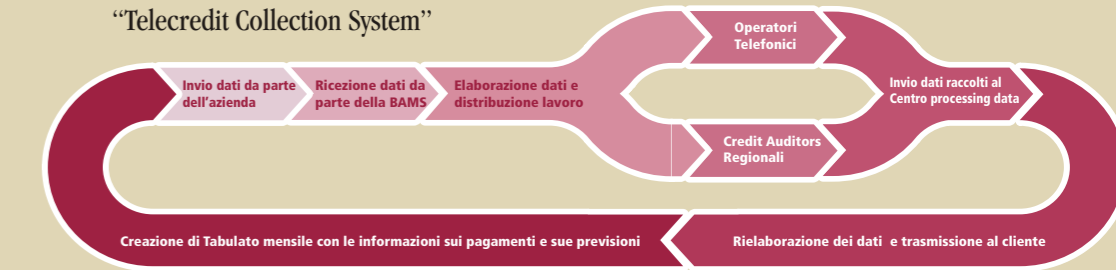 “Telecredit Collection System”
Invio dati da parte
dell’azienda
Ricezione dati da
parte della BAMS
Elaborazione dati e
distribuzione lavoro
Operatori
Telefonici
Credit Auditors
Regionali
Invio dati raccolti al
Centro processing data
Rielaborazione dei dati e trasmissione al cliente
Creazione di Tabulato mensile con le informazioni sui pagamenti e sue previsioni